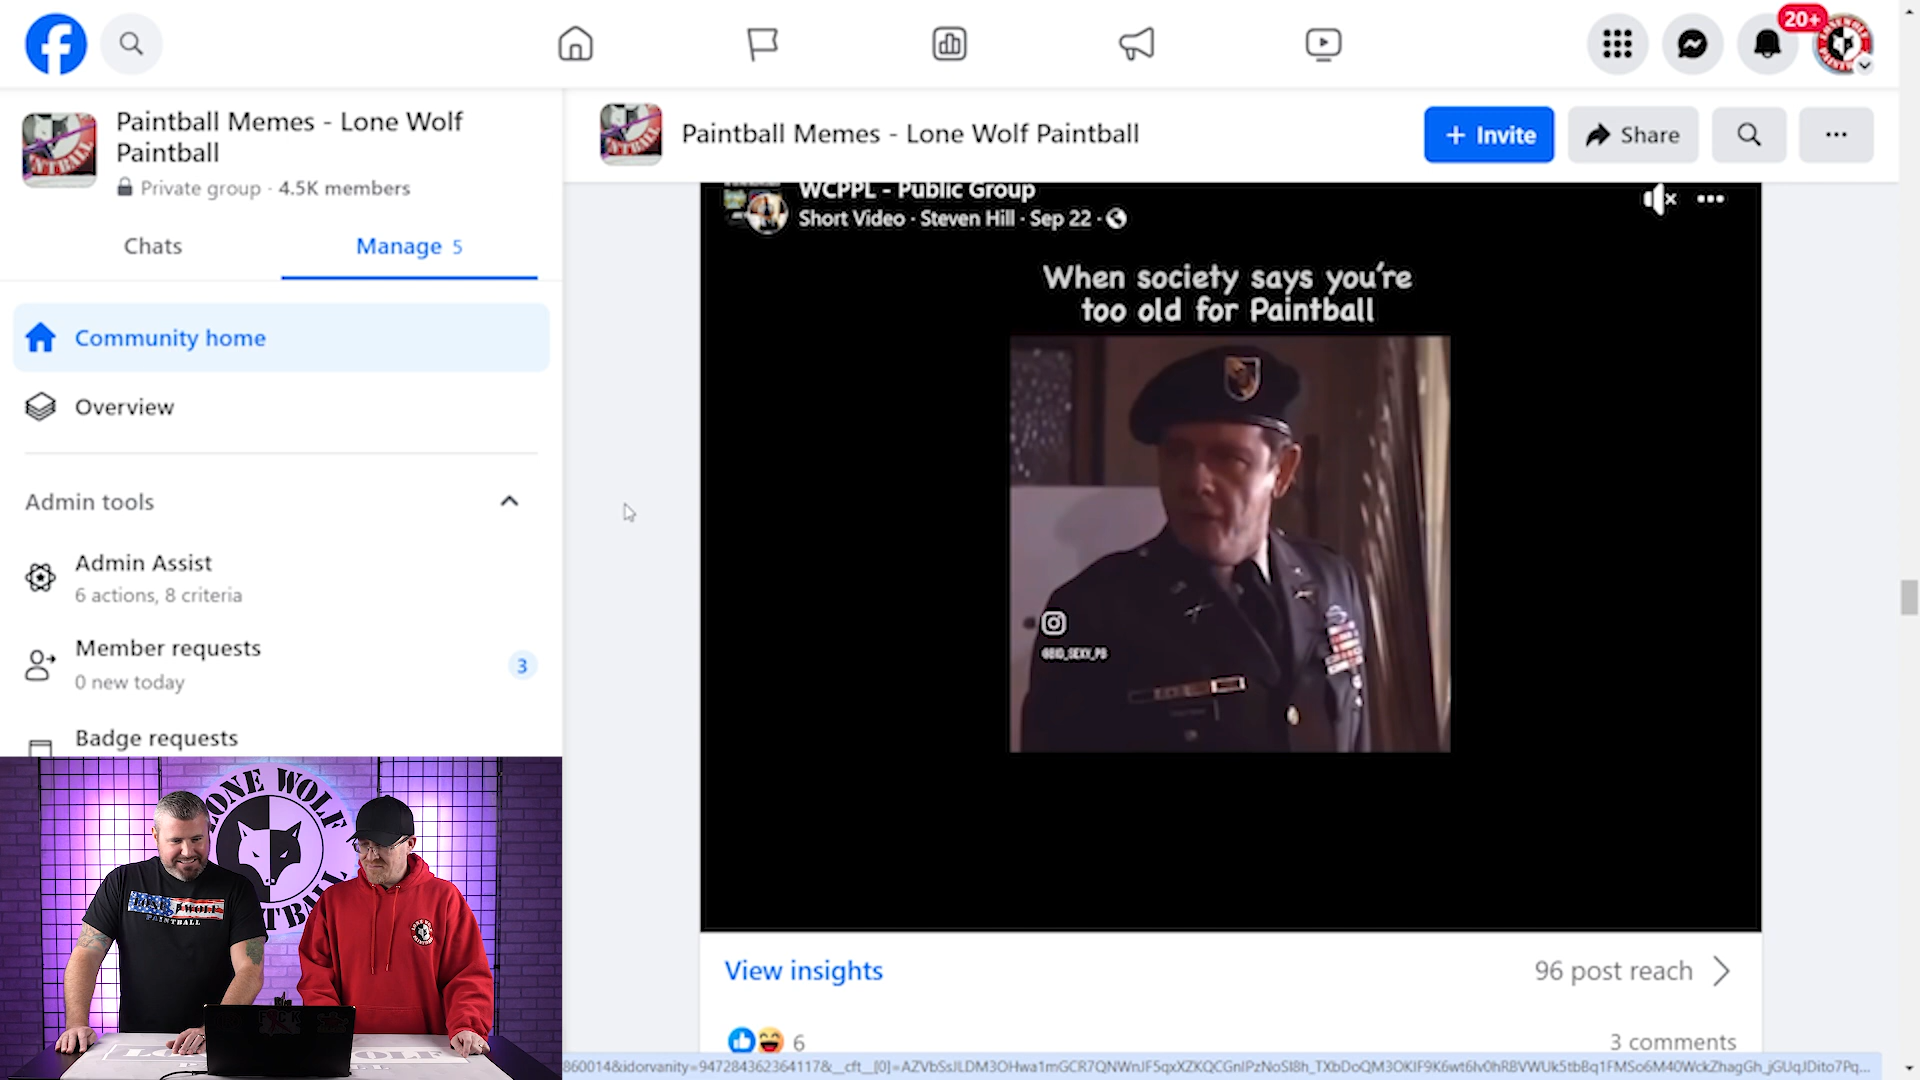 20+
Paintball Memes - Lone Wolf
Paintball
Private group · 4.5K members
Chats
Manage 5
Community home
Overview
Admin tools
Admin Assist
6 actions, 8 criteria
Member requests
0 new today
3
Badge requests
Paintball Memes - Lone Wolf Paintball
+ Invite
Share
WCPPL - Public Group
Short Video · Steven Hill · Sep 22 ·
When society says you're
too old for Paintball
@BIG_SEXY_PB
View insights
96 post reach
6
3 comments
LONE WOLF
PAINTBALL